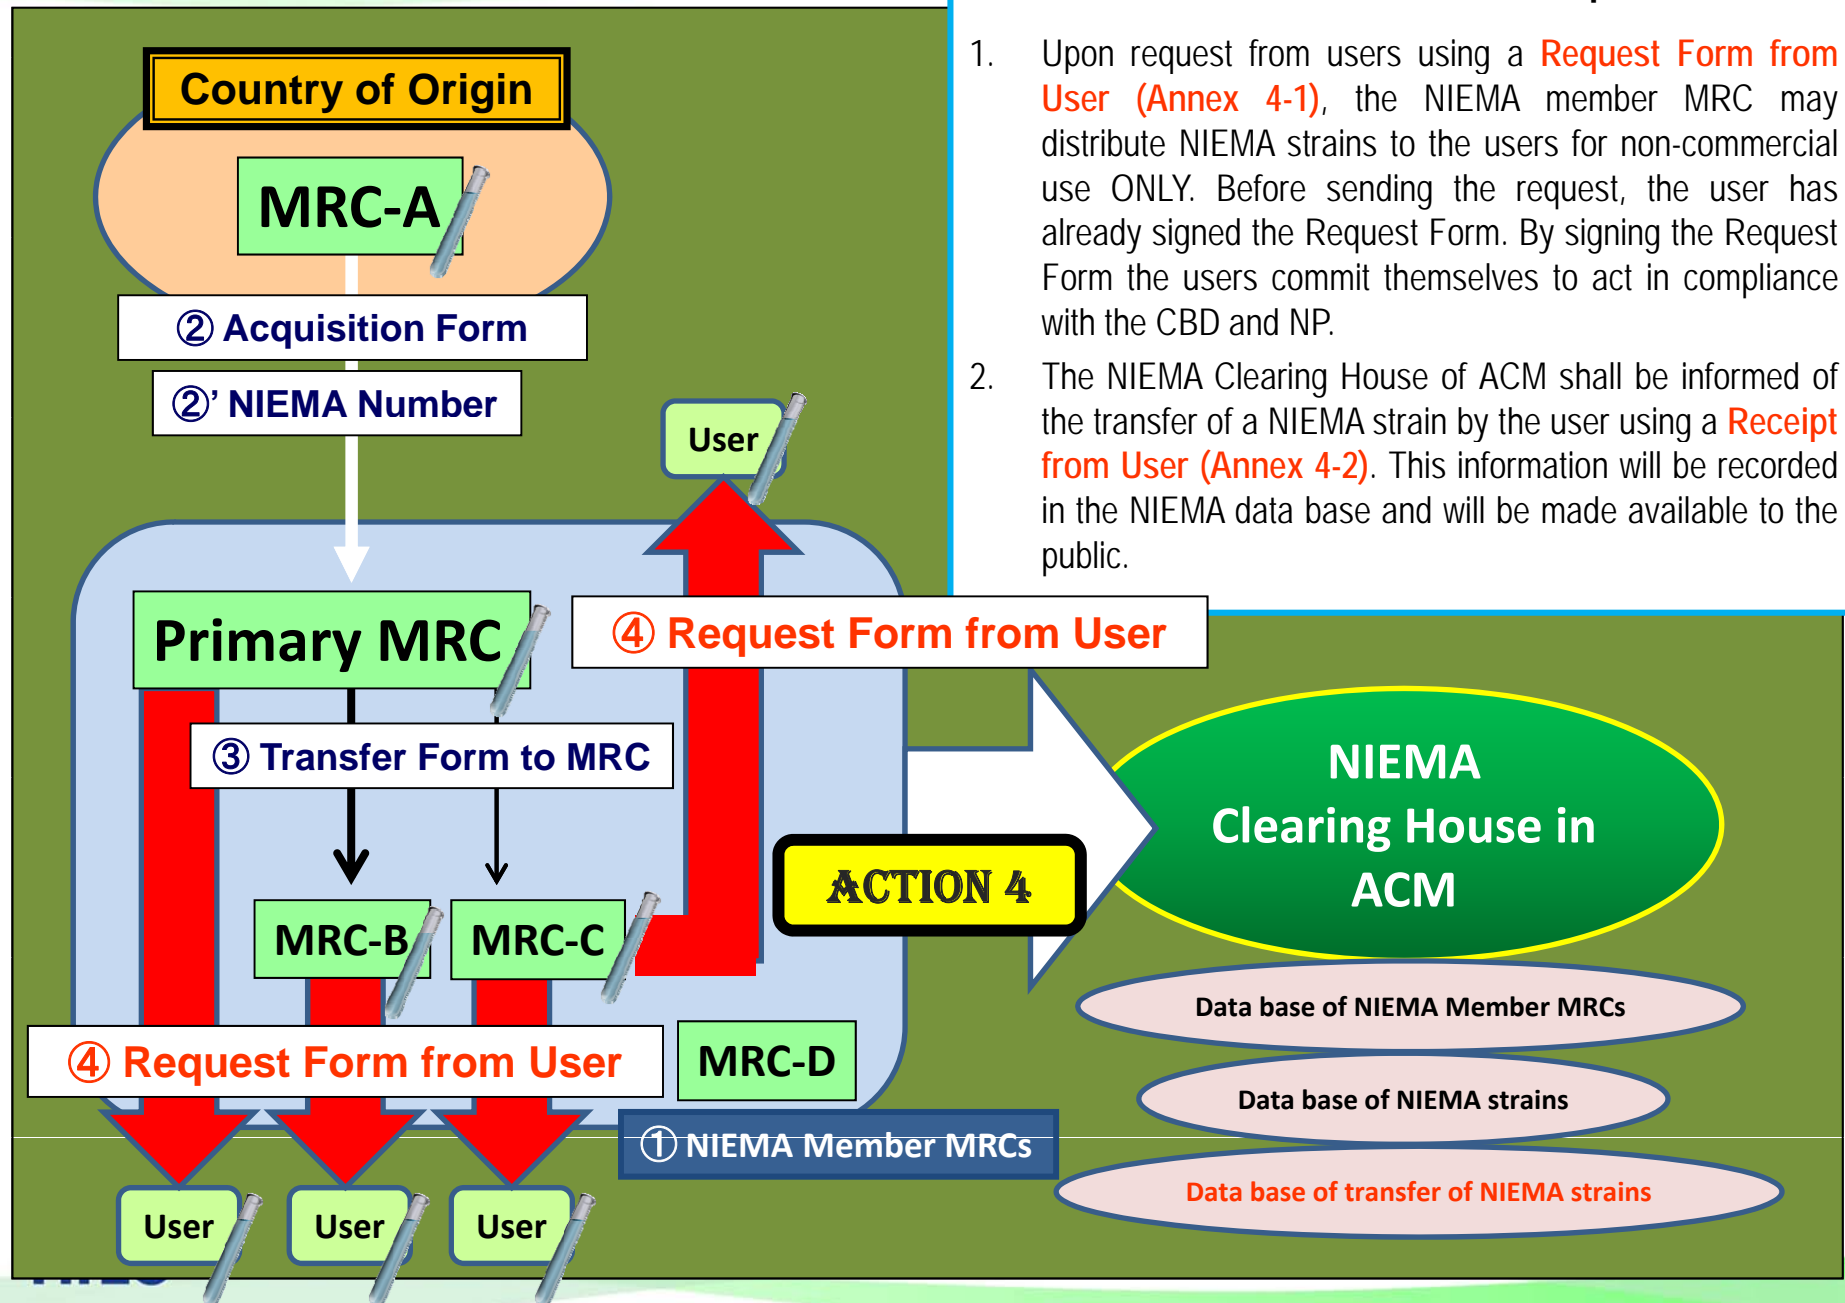 1. Upon request from users using a Request Form from
User (Annex 4-1), the NIEMA member MRC may
distribute NIEMA strains to the users for non-commercial
use ONLY. Before sending the request, the user has
already signed the Request Form. By signing the Request
Form the users commit themselves to act in compliance
with the CBD and NP.
2. The NIEMA Clearing House of ACM shall be informed of
the transfer of a NIEMA strain by the user using a Receipt
from User (Annex 4-2). This information will be recorded
in the NIEMA data base and will be made available to the
public.
Country of Origin
MRC-A
② Acquisition Form
②’ NIEMA Number
User
Primary MRC
④ Request Form from User
③ Transfer Form to MRC
NIEMA
Clearing House in
ACM
ACTION 4
MRC-B
MRC-C
Data base of NIEMA Member MRCs
④ Request Form from User
MRC-D
Data base of NIEMA strains
① NIEMA Member MRCs
Data base of transfer of NIEMA strains
User
User
User